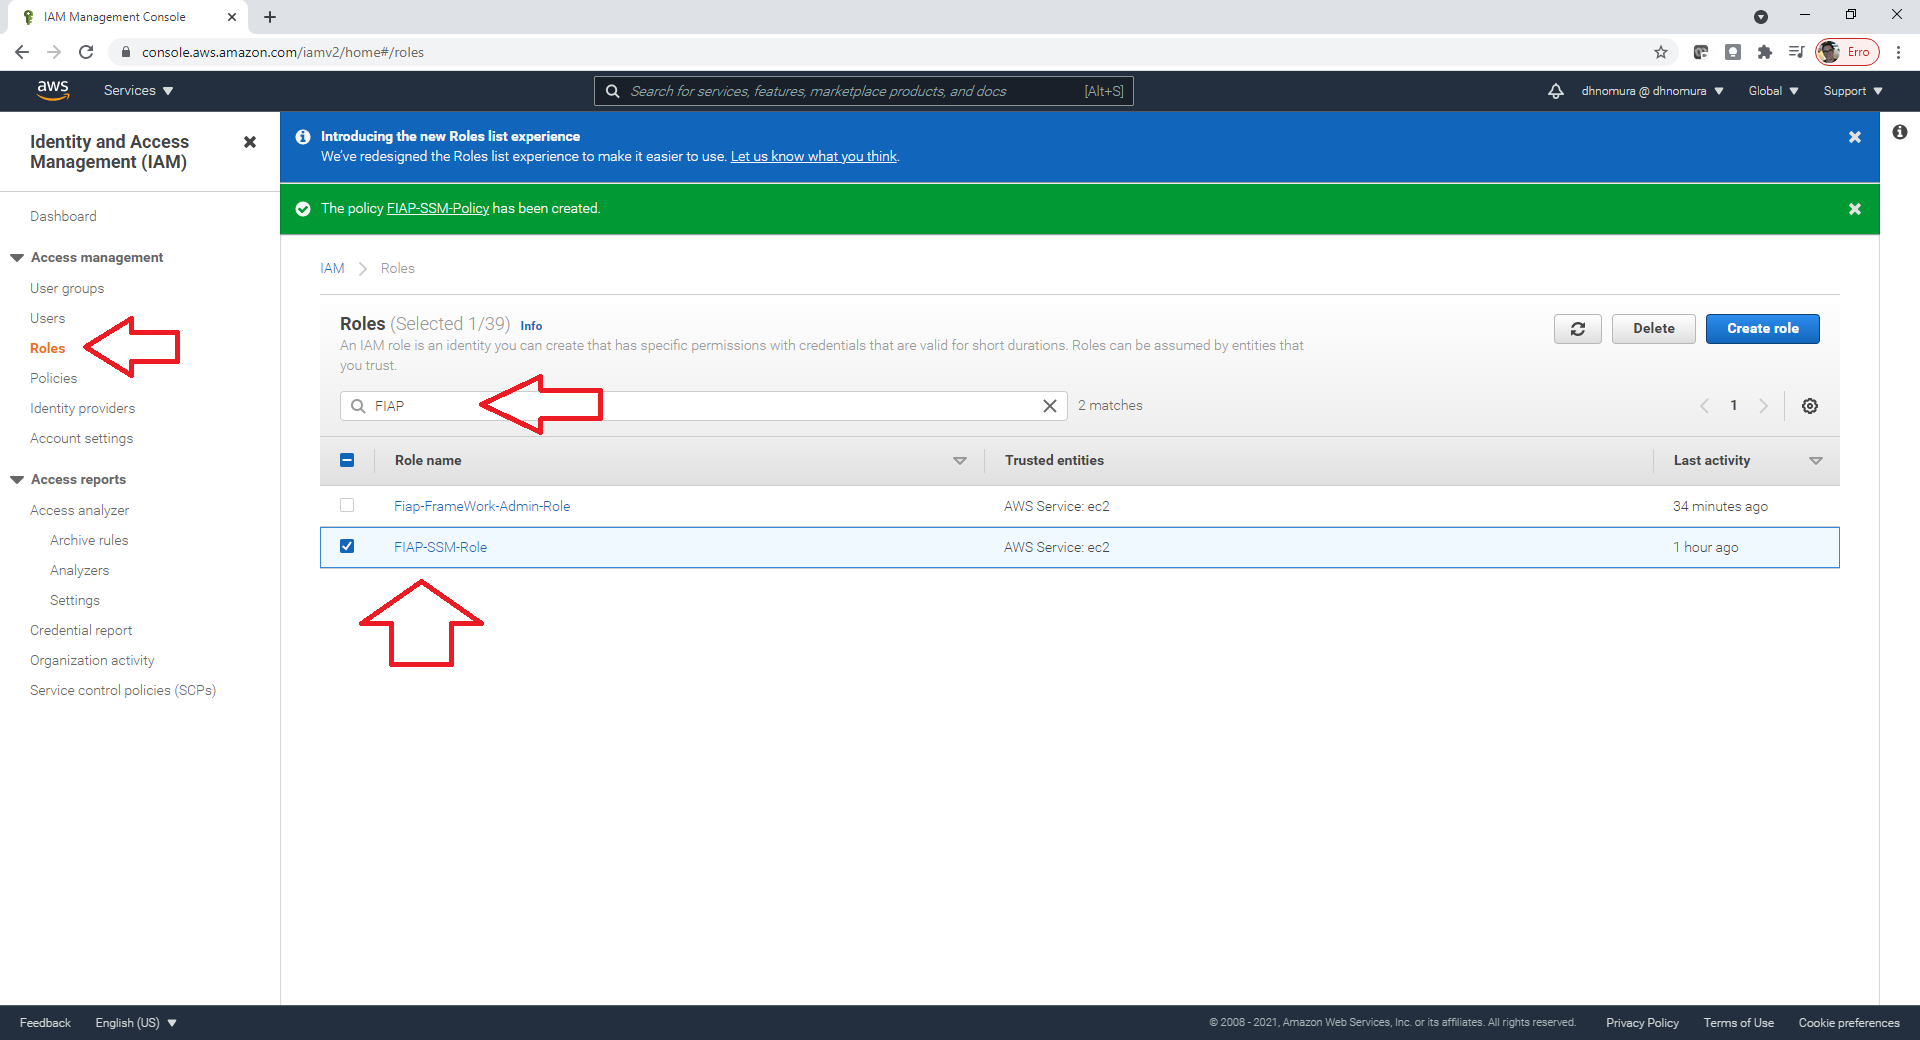 IAM Management Console
console.aws.amazon.com/iamv2/home#/roles
Erro
aws
Services
Search for services, features, marketplace products, and docs
[Alt+S]
dhnomura @ dhnomura
Global
Support
Identity and Access
Management (IAM)
Dashboard
Access management
User groups
Users
Roles
Policies
Identity providers
Account settings
Access reports
Access analyzer
Archive rules
Analyzers
Settings
Credential report
Organization activity
Service control policies (SCPs)
Introducing the new Roles list experience
We've redesigned the Roles list experience to make it easier to use. Let us know what you think.
The policy FIAP-SSM-Policy has been created.
IAM
Roles
Roles (Selected 1/39) Info
An IAM role is an identity you can create that has specific permissions with credentials that are valid for short durations. Roles can be assumed by entities that
you trust.
Delete
Create role
FIAP
2 matches
1
Role name
Trusted entities
Last activity
Fiap-FrameWork-Admin-Role
AWS Service: ec2
34 minutes ago
FIAP-SSM-Role
AWS Service: ec2
1 hour ago
Feedback
English (US)
© 2008 - 2021, Amazon Web Services, Inc. or its affiliates. All rights reserved.
Privacy Policy
Terms of Use
Cookie preferences